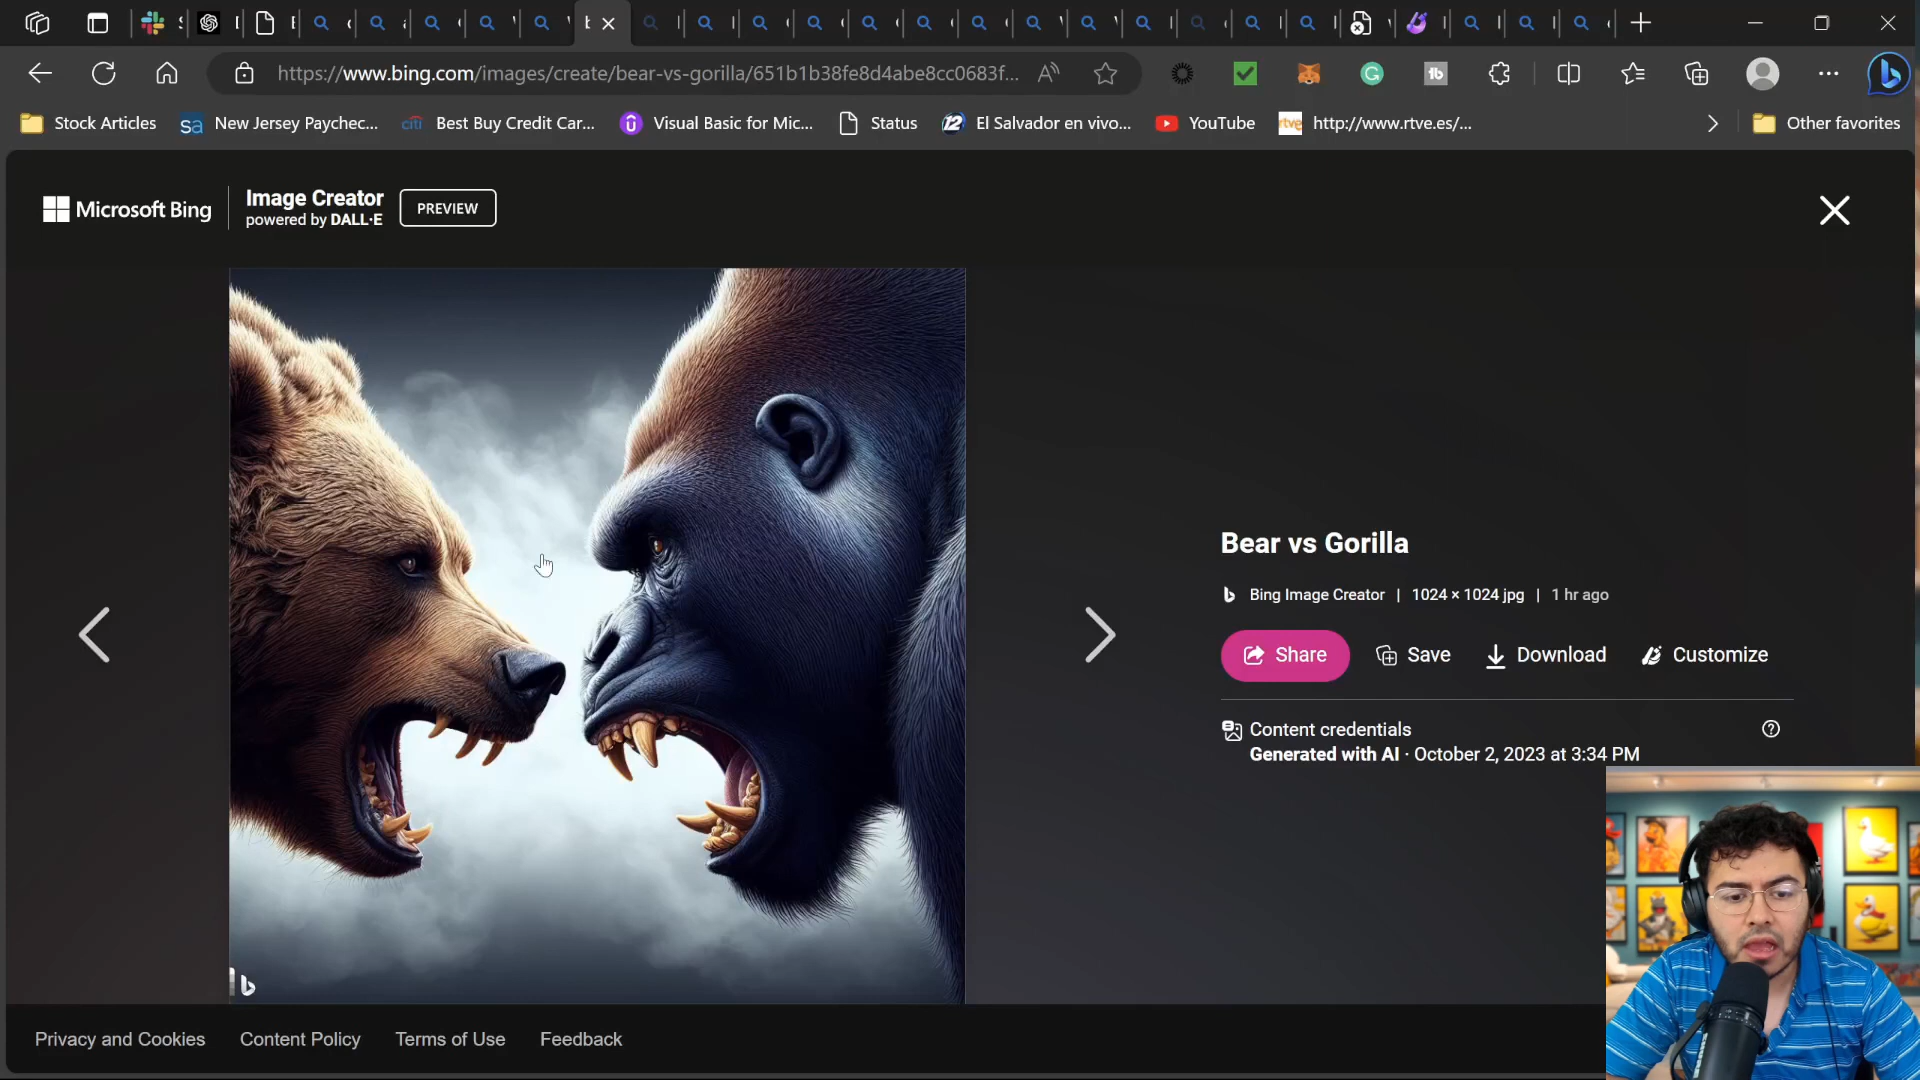 https://www.bing.com/images/create/bear-vs-gorilla/651b1b38fe8d4abe8cc0683f...
Stock Articles
New Jersey Paychec...
citi
Best Buy Credit Car...
Visual Basic for Mic...
Status
12
El Salvador en vivo...
YouTube
rtve
http://www.rtve.es/...
Other favorites
Microsoft Bing
Image Creator
powered by DALL·E
PREVIEW
Bear vs Gorilla
Bing Image Creator | 1024 × 1024 jpg | 1 hr ago
Share
Save
Download
Customize
Content credentials
Generated with AI · October 2, 2023 at 3:34 PM
Privacy and Cookies
Content Policy
Terms of Use
Feedback